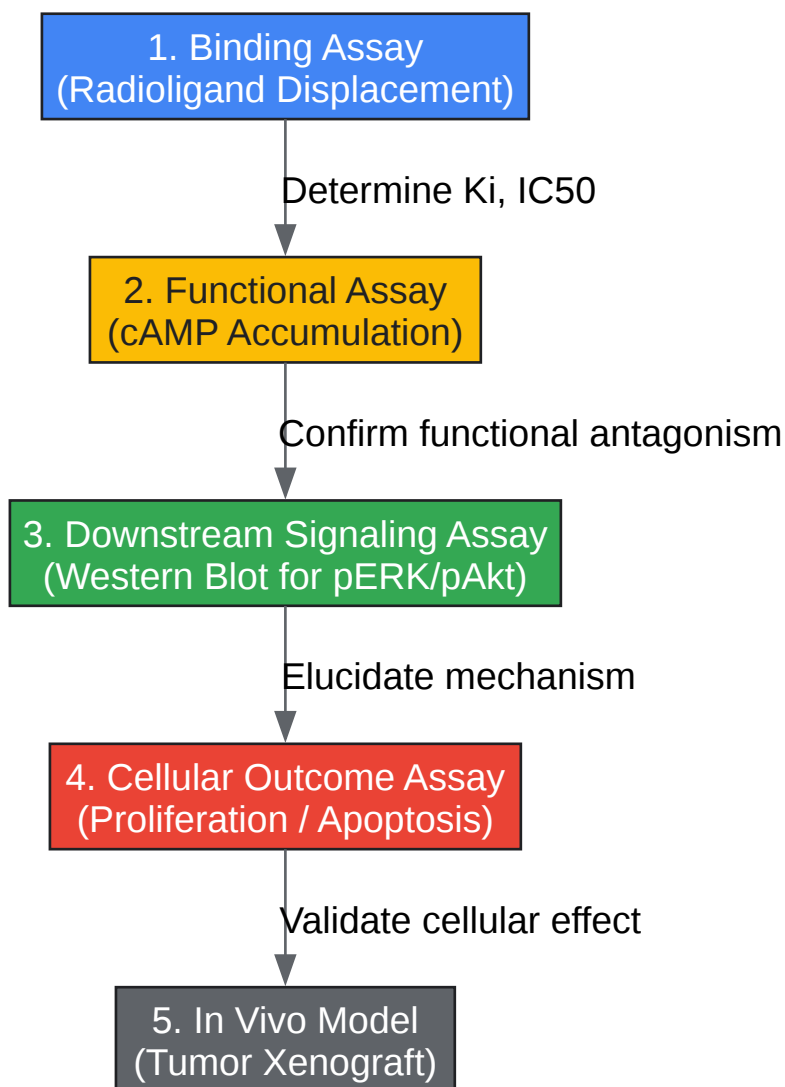 1. Binding Assay
(Radioligand Displacement)
Determine Ki, IC50
2. Functional Assay
(cAMP Accumulation)
Confirm functional antagonism
3. Downstream Signaling Assay
(Western Blot for pERK/pAkt)
Elucidate mechanism
4. Cellular Outcome Assay
(Proliferation / Apoptosis)
Validate cellular effect
5. In Vivo Model
(Tumor Xenograft)